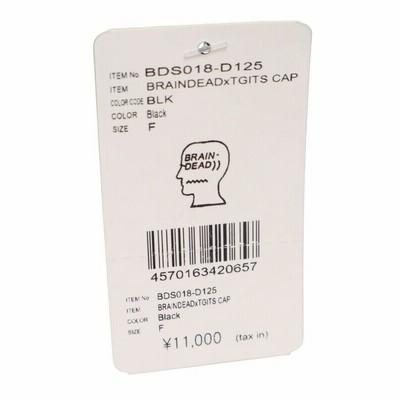 ITEM No BDS018-D125
ITEM BRAINDEADxTGITS CAP
COLOR CODE BLK
COLOR Black
SIZE F
BRAIN-
DEAD))
4570163420657
ITEM No BDS018-D125
ITEM BRAINDEADxTGITS CAP
COLOR Black
SIZE F
¥11,000 (tax in)